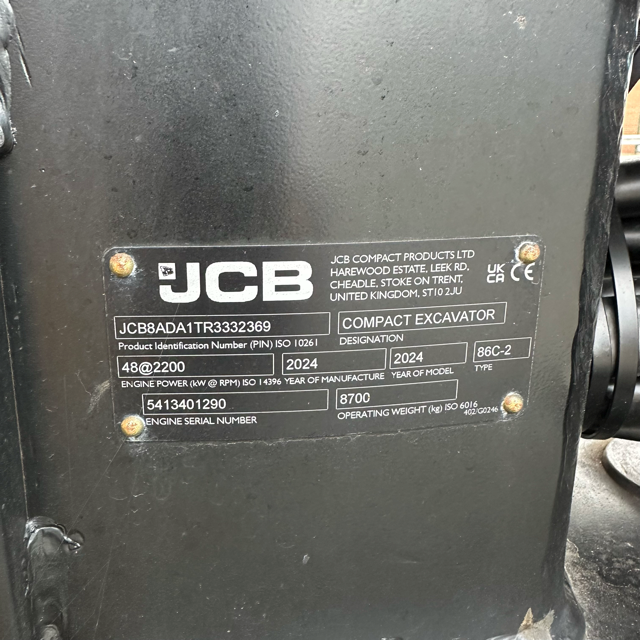 JCB
JCB COMPACT PRODUCTS LTD
HAREWOOD ESTATE, LEEK RD,
CHEADLE, STOKE ON TRENT,
UNITED KINGDOM, ST10 2JU
UK
CA
CE
JCB8ADA1TR3332369
COMPACT EXCAVATOR
Product Identification Number (PIN) ISO 10261
DESIGNATION
48@2200
2024
2024
86C-2
ENGINE POWER (kW @ RPM) ISO 14396
YEAR OF MANUFACTURE
YEAR OF MODEL
TYPE
5413401290
8700
ENGINE SERIAL NUMBER
OPERATING WEIGHT (kg) ISO 6016
402/G0246